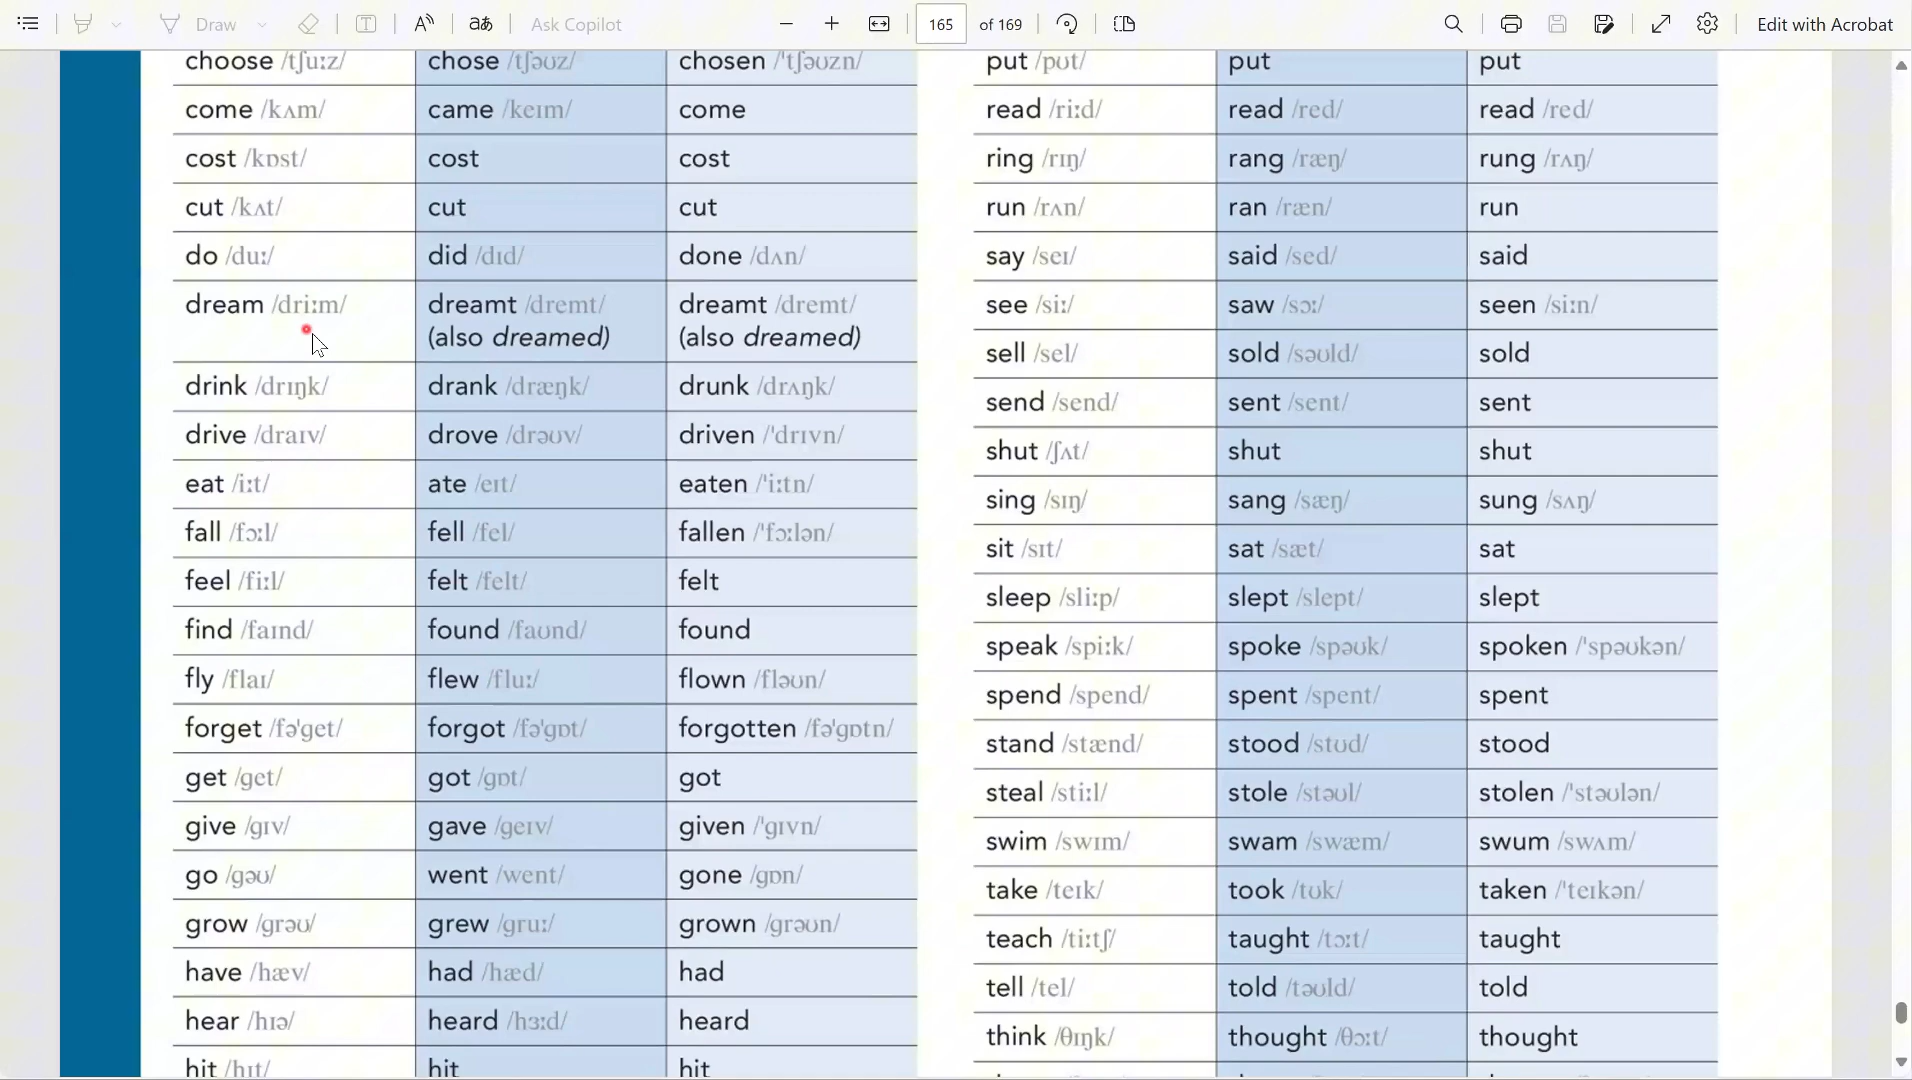 Draw
Ask Copilot
165 of 169
Edit with Acrobat
choose /tʃuːz/ chose /tʃəʊz/ chosen /ˈtʃəʊzn/
come /kʌm/ came /keɪm/ come
cost /kɒst/ cost cost
cut /kʌt/ cut cut
do /duː/ did /dɪd/ done /dʌn/
dream /driːm/ dreamt /dremt/ dreamt /dremt/
(also dreamed) (also dreamed)
drink /drɪŋk/ drank /dræŋk/ drunk /drʌŋk/
drive /draɪv/ drove /drəʊv/ driven /ˈdrɪvn/
eat /iːt/ ate /eɪt/ eaten /ˈiːtn/
fall /fɔːl/ fell /fel/ fallen /ˈfɔːlən/
feel /fiːl/ felt /felt/ felt
find /faɪnd/ found /faʊnd/ found
fly /flaɪ/ flew /fluː/ flown /fləʊn/
forget /fəˈget/ forgot /fəˈgɒt/ forgotten /fəˈgɒtn/
get /get/ got /gɒt/ got
give /gɪv/ gave /geɪv/ given /ˈgɪvn/
go /gəʊ/ went /went/ gone /gɒn/
grow /grəʊ/ grew /gruː/ grown /grəʊn/
have /hæv/ had /hæd/ had
hear /hɪə/ heard /hɜːd/ heard
hit /hɪt/ hit hit
put /pʊt/ put put
read /riːd/ read /red/ read /red/
ring /rɪŋ/ rang /ræŋ/ rung /rʌŋ/
run /rʌn/ ran /ræn/ run
say /seɪ/ said /sed/ said
see /siː/ saw /sɔː/ seen /siːn/
sell /sel/ sold /səʊld/ sold
send /send/ sent /sent/ sent
shut /ʃʌt/ shut shut
sing /sɪŋ/ sang /sæŋ/ sung /sʌŋ/
sit /sɪt/ sat /sæt/ sat
sleep /sliːp/ slept /slept/ slept
speak /spiːk/ spoke /spəʊk/ spoken /ˈspəʊkən/
spend /spend/ spent /spent/ spent
stand /stænd/ stood /stʊd/ stood
steal /stiːl/ stole /stəʊl/ stolen /ˈstəʊlən/
swim /swɪm/ swam /swæm/ swum /swʌm/
take /teɪk/ took /tʊk/ taken /ˈteɪkən/
teach /tiːtʃ/ taught /tɔːt/ taught
tell /tel/ told /təʊld/ told
think /θɪŋk/ thought /θɔːt/ thought